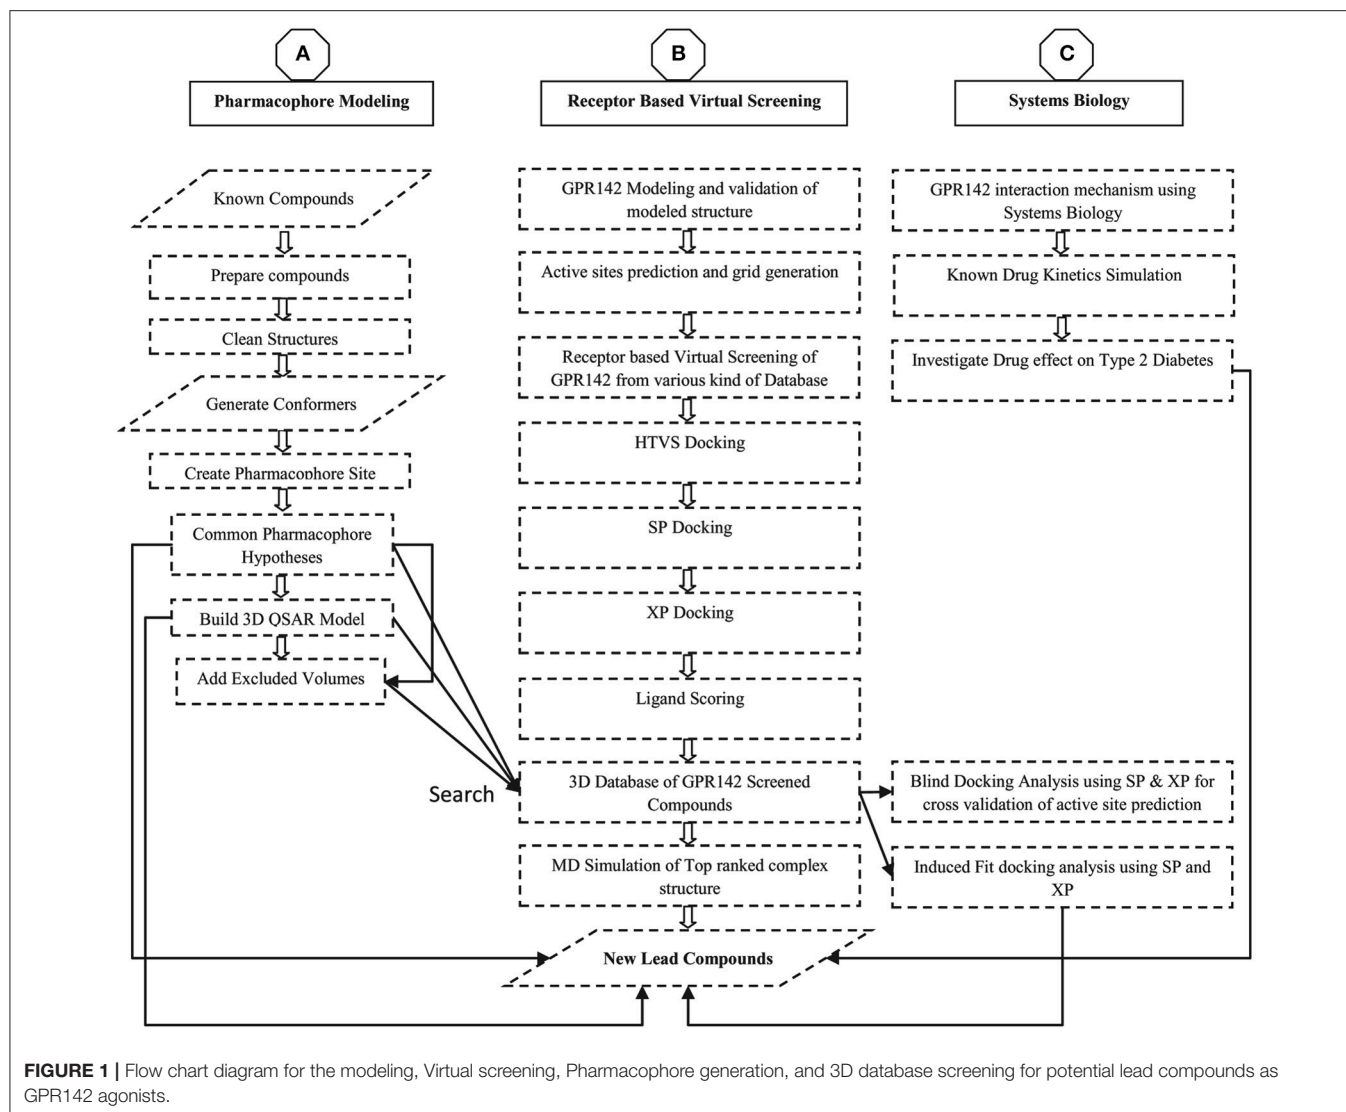 A
Pharmacophore Modeling
Known Compounds
Prepare compounds
Clean Structures
Generate Conformers
Create Pharmacophore Site
Common Pharmacophore
Hypotheses
Build 3D QSAR Model
Add Excluded Volumes
Search
B
Receptor Based Virtual Screening
GPR142 Modeling and validation of
modeled structure
Active sites prediction and grid generation
Receptor based Virtual Screening of
GPR142 from various kind of Database
HTVS Docking
SP Docking
XP Docking
Ligand Scoring
3D Database of GPR142 Screened
Compounds
MD Simulation of Top ranked complex
structure
New Lead Compounds
C
Systems Biology
GPR142 interaction mechanism using
Systems Biology
Known Drug Kinetics Simulation
Investigate Drug effect on Type 2 Diabetes
Blind Docking Analysis using SP & XP for
cross validation of active site prediction
Induced Fit docking analysis using SP and
XP
FIGURE 1 | Flow chart diagram for the modeling, Virtual screening, Pharmacophore generation, and 3D database screening for potential lead compounds as
GPR142 agonists.